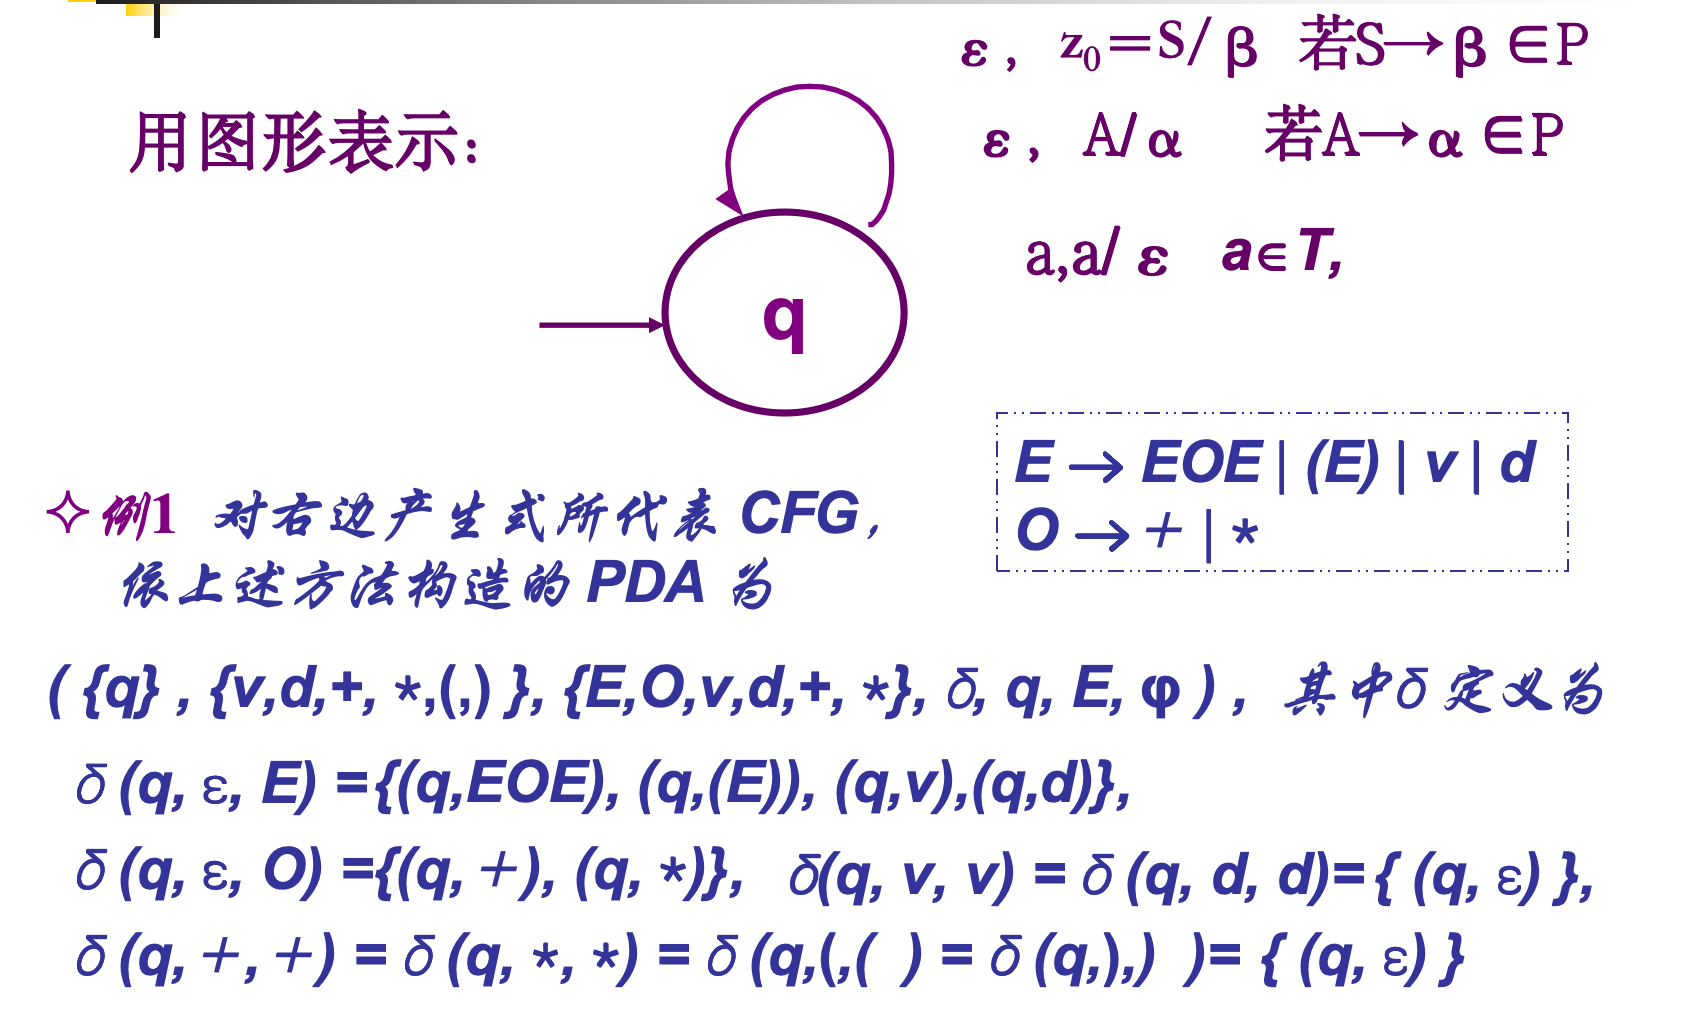 ε, z₀＝S/β 若S→β∈P
用图形表示:
ε, A/α 若A→α∈P
a,a/ε a∈T,
q
E → EOE | (E) | v | d
O →＋ | *
✧例1 对右边产生式所代表 CFG,
依上述方法构造的 PDA 为
( {q} , {v,d,+, *,(,) }, {E,O,v,d,+, *}, δ, q, E, φ ) , 其中δ 定义为
δ (q, ε, E) ={(q,EOE), (q,(E)), (q,v),(q,d)},
δ (q, ε, O) ={(q,＋), (q, *)}, δ(q, v, v) = δ (q, d, d)= { (q, ε) },
δ (q,＋,＋) = δ (q, *, *) = δ (q,(,( ) = δ (q,),) )= { (q, ε) }